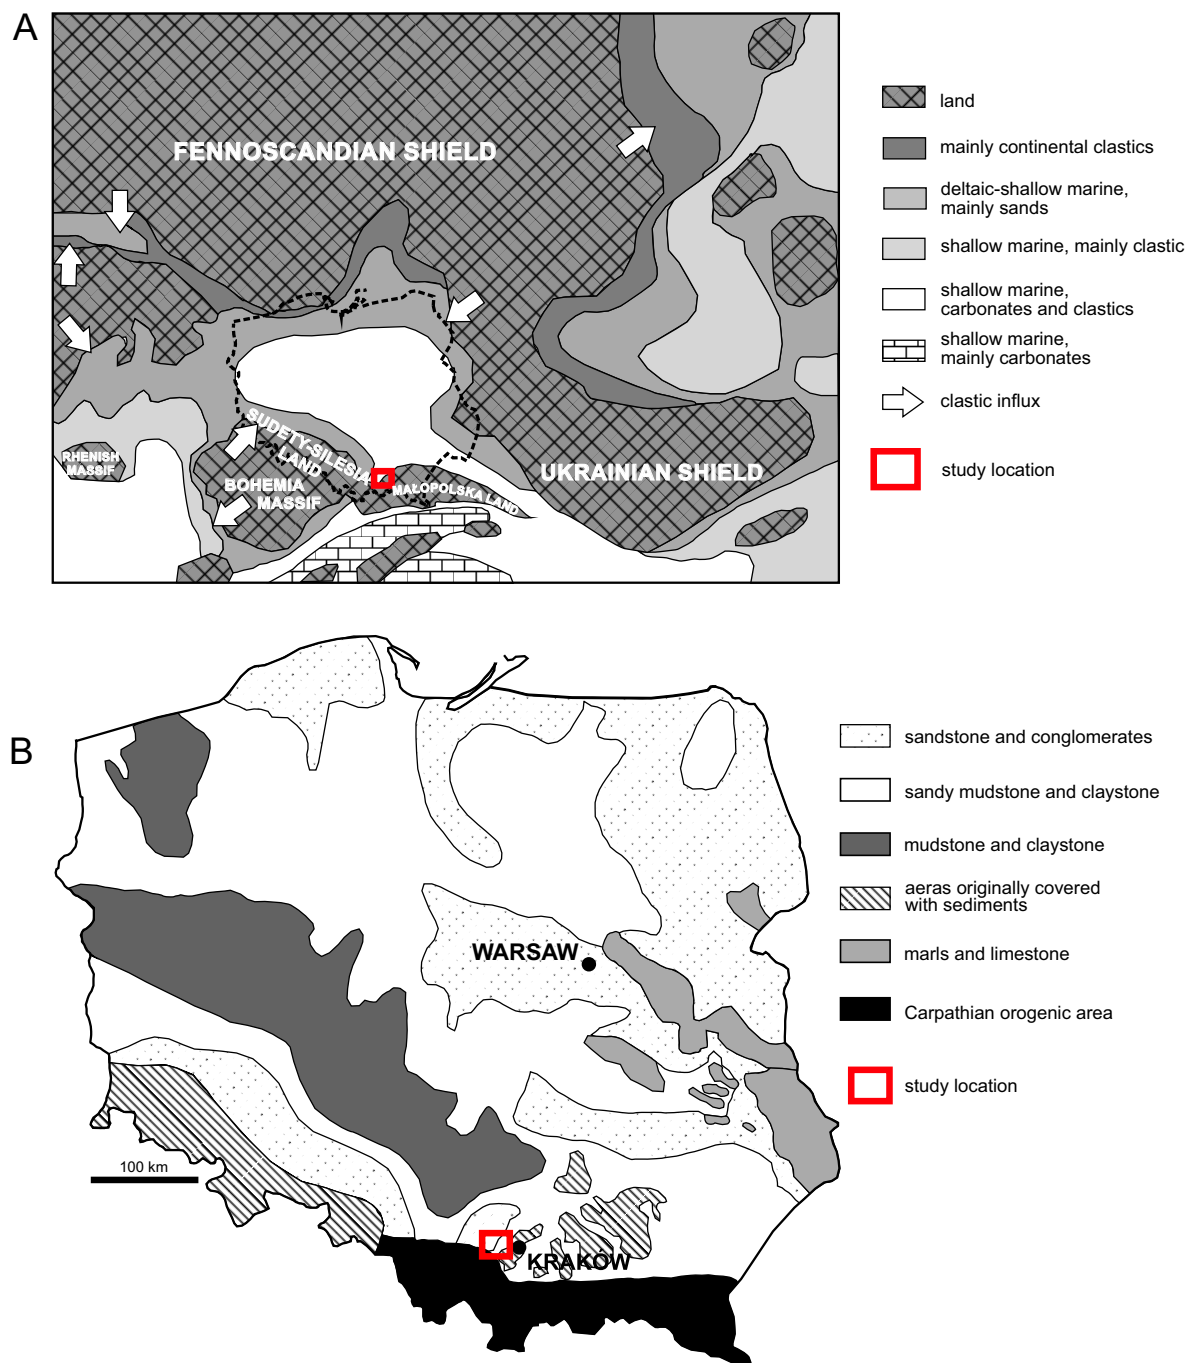 A
FENNOSCANDIAN SHIELD
SUDETY-SILESIA
LAND
RHENISH
MASSIF
BOHEMIA
MASSIF
MAŁOPOLSKA LAND
UKRAINIAN SHIELD
land
mainly continental clastics
deltaic-shallow marine,
mainly sands
shallow marine, mainly clastic
shallow marine,
carbonates and clastics
shallow marine,
mainly carbonates
clastic influx
study location
B
WARSAW
KRAKÓW
100 km
sandstone and conglomerates
sandy mudstone and claystone
mudstone and claystone
aeras originally covered
with sediments
marls and limestone
Carpathian orogenic area
study location